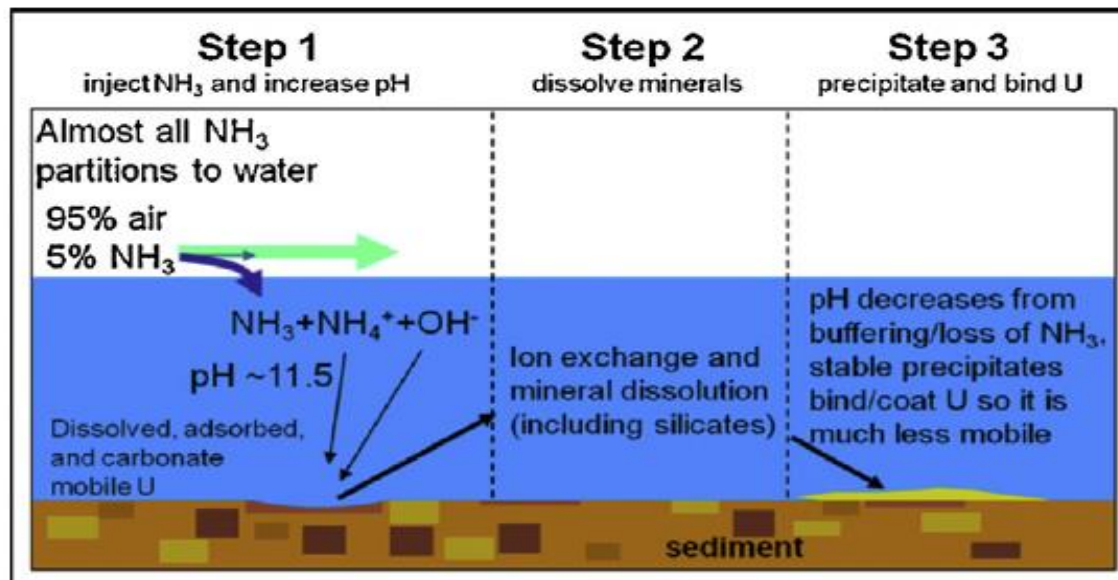 Step 1
inject NH₃ and increase pH
Almost all NH₃
partitions to water
95% air
5% NH₃
NH₃+NH₄⁺+OH⁻
pH ~11.5
Dissolved, adsorbed,
and carbonate
mobile U
Step 2
dissolve minerals
Ion exchange and
mineral dissolution
(including silicates)
Step 3
precipitate and bind U
pH decreases from
buffering/loss of NH₃,
stable precipitates
bind/coat U so it is
much less mobile
sediment